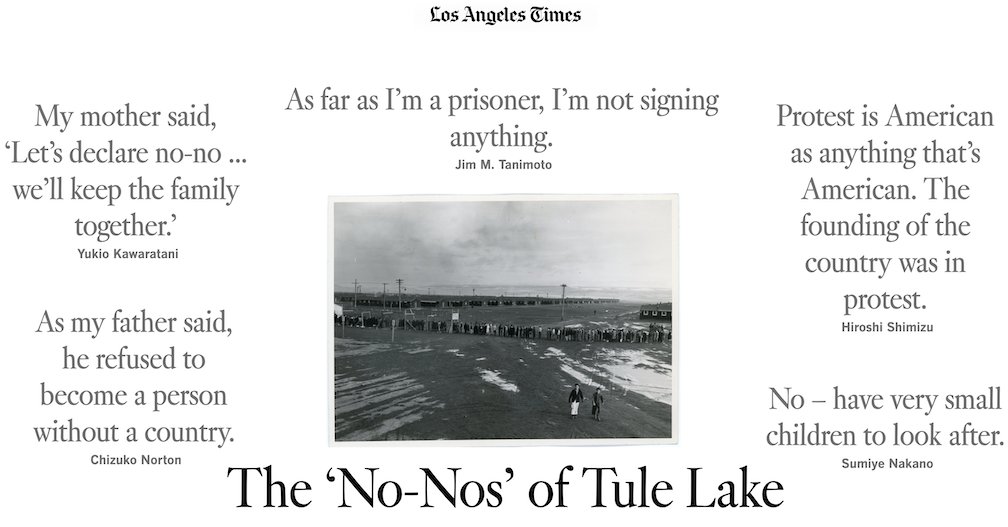 Los Angeles Times
My mother said,
‘Let’s declare no-no ...
we’ll keep the family
together.’
Yukio Kawaratani
As my father said,
he refused to
become a person
without a country.
Chizuko Norton
As far as I’m a prisoner, I’m not signing
anything.
Jim M. Tanimoto
Protest is American
as anything that’s
American. The
founding of the
country was in
protest.
Hiroshi Shimizu
No – have very small
children to look after.
Sumiye Nakano
The ‘No-Nos’ of Tule Lake